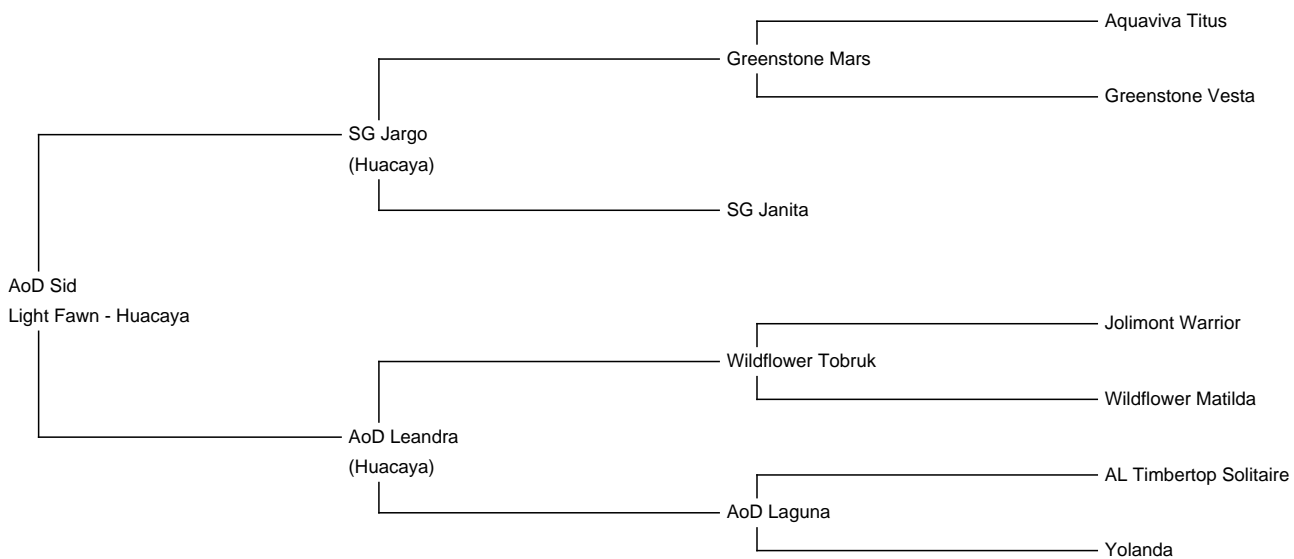 Aquaviva Titus
Greenstone Mars
Greenstone Vesta
SG Jargo
(Huacaya)
SG Janita
AoD Sid
Light Fawn - Huacaya
Jolimont Warrior
Wildflower Tobruk
Wildflower Matilda
AoD Leandra
(Huacaya)
AL Timbertop Solitaire
AoD Laguna
Yolanda